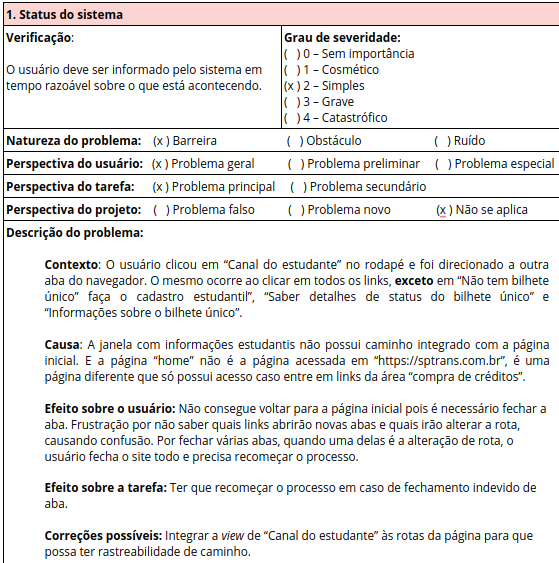 1. Status do sistema
Verificação:
O usuário deve ser informado pelo sistema em
tempo razoável sobre o que está acontecendo.
Grau de severidade:
( ) 0 – Sem importância
( ) 1 – Cosmético
(x ) 2 – Simples
( ) 3 – Grave
( ) 4 – Catastrófico
Natureza do problema: (x ) Barreira ( ) Obstáculo ( ) Ruído
Perspectiva do usuário: (x ) Problema geral ( ) Problema preliminar ( ) Problema especial
Perspectiva da tarefa: (x ) Problema principal ( ) Problema secundário
Perspectiva do projeto: ( ) Problema falso ( ) Problema novo (x ) Não se aplica
Descrição do problema:
Contexto: O usuário clicou em “Canal do estudante” no rodapé e foi direcionado a outra
aba do navegador. O mesmo ocorre ao clicar em todos os links, exceto em “Não tem bilhete
único” faça o cadastro estudantil”, “Saber detalhes de status do bilhete único” e
“Informações sobre o bilhete único”.
Causa: A janela com informações estudantis não possui caminho integrado com a página
inicial. E a página “home” não é a página acessada em “https://sptrans.com.br”, é uma
página diferente que só possui acesso caso entre em links da área “compra de créditos”.
Efeito sobre o usuário: Não consegue voltar para a página inicial pois é necessário fechar a
aba. Frustração por não saber quais links abrirão novas abas e quais irão alterar a rota,
causando confusão. Por fechar várias abas, quando uma delas é a alteração de rota, o
usuário fecha o site todo e precisa recomeçar o processo.
Efeito sobre a tarefa: Ter que recomeçar o processo em caso de fechamento indevido de
aba.
Correções possíveis: Integrar a view de “Canal do estudante” às rotas da página para que
possa ter rastreabilidade de caminho.